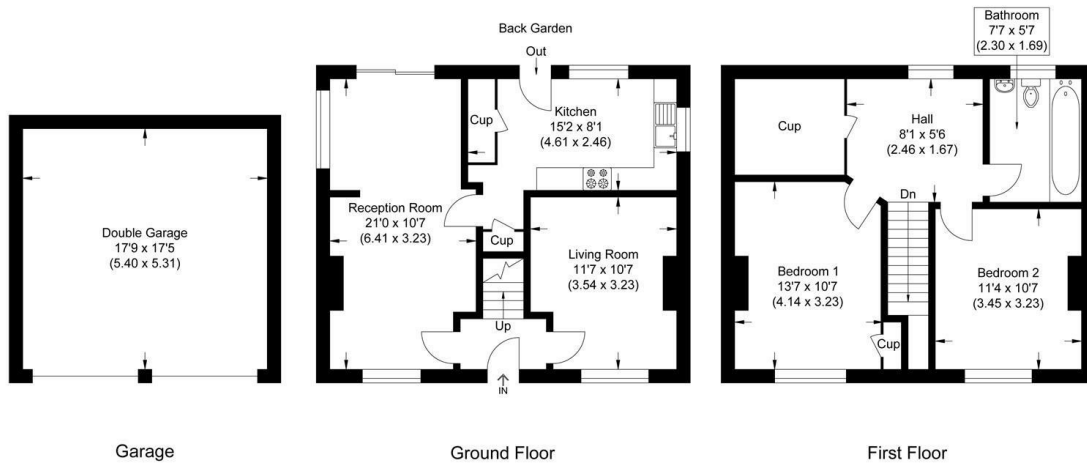 Double Garage
17'9 x 17'5
(5.40 x 5.31)
Garage
Back Garden
Out
Cup
Kitchen
15'2 x 8'1
(4.61 x 2.46)
Reception Room
21'0 x 10'7
(6.41 x 3.23)
Cup
Living Room
11'7 x 10'7
(3.54 x 3.23)
Up
IN
Ground Floor
Bathroom
7'7 x 5'7
(2.30 x 1.69)
Cup
Hall
8'1 x 5'6
(2.46 x 1.67)
Dn
Bedroom 1
13'7 x 10'7
(4.14 x 3.23)
Bedroom 2
11'4 x 10'7
(3.45 x 3.23)
Cup
First Floor